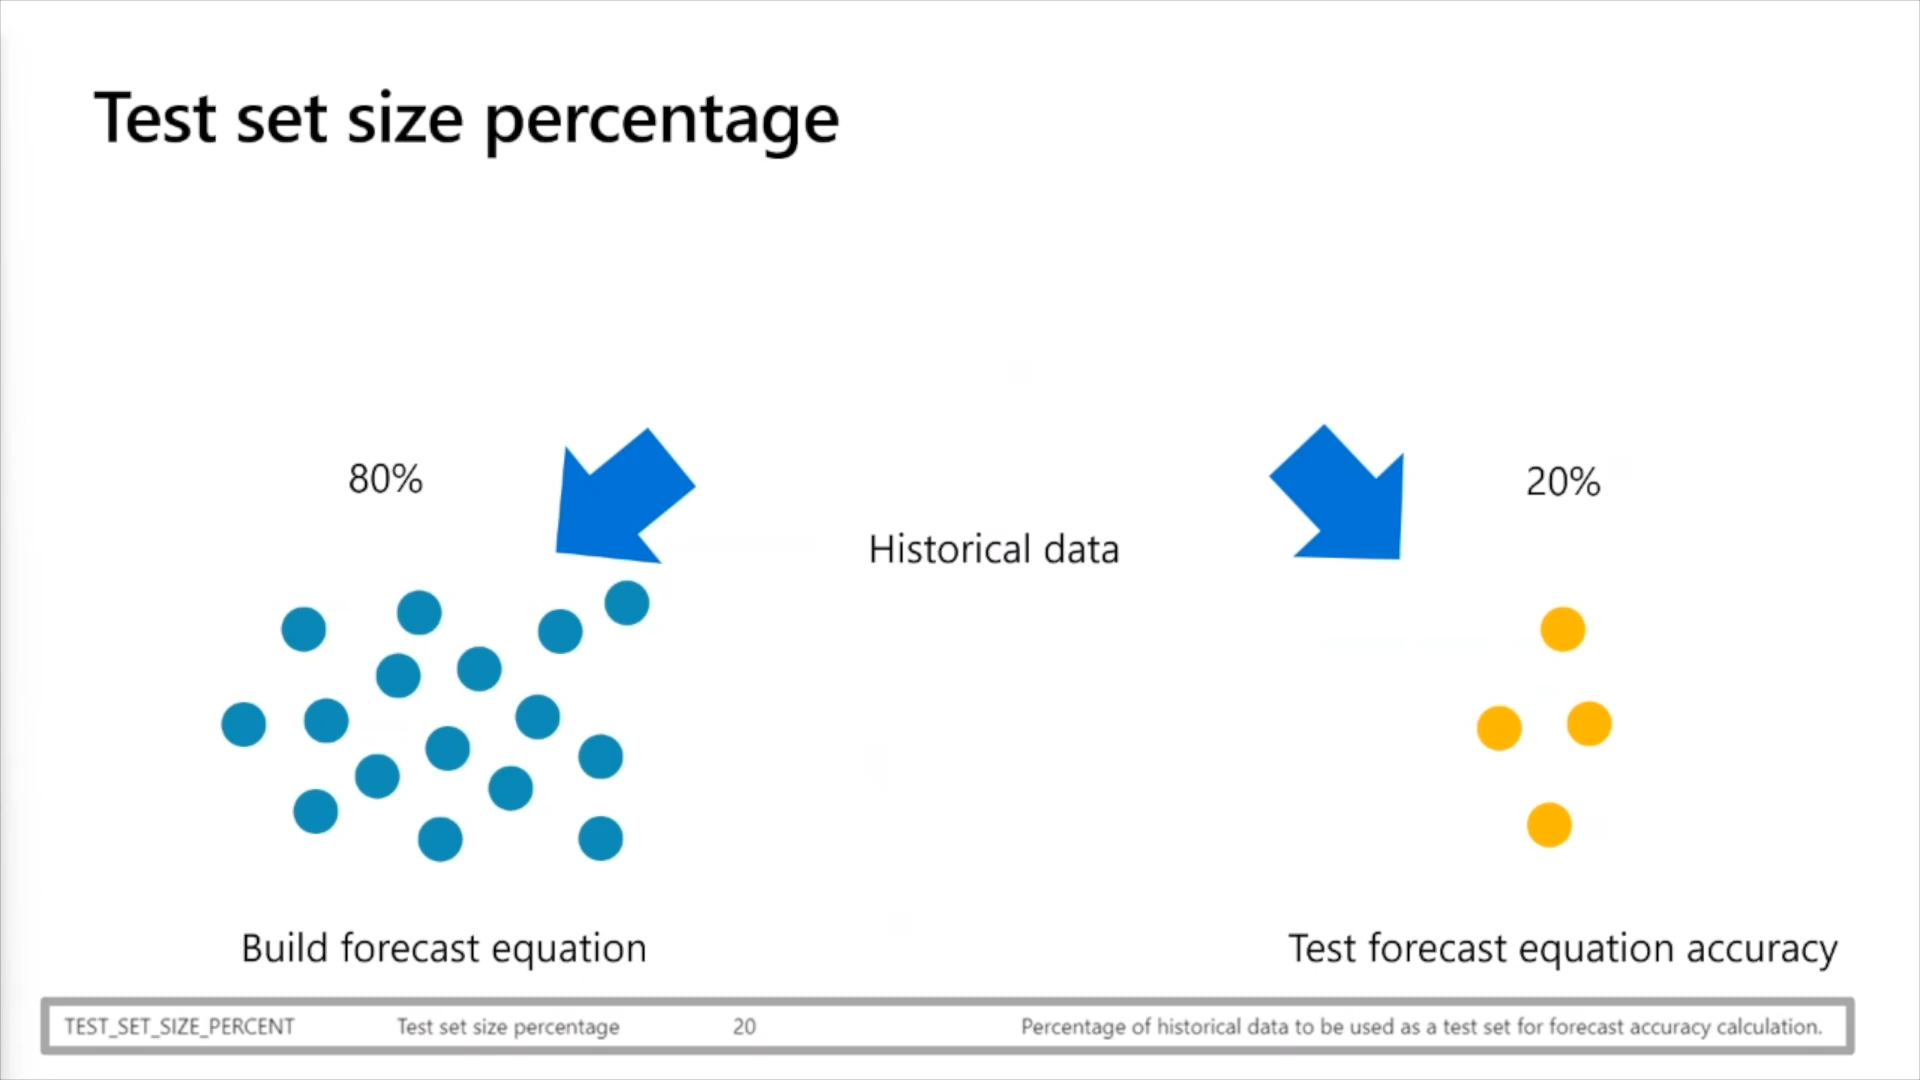 Test set size percentage
80%
20%
Historical data
Build forecast equation
Test forecast equation accuracy
TEST_SET_SIZE_PERCENT Test set size percentage 20 Percentage of historical data to be used as a test set for forecast accuracy calculation.